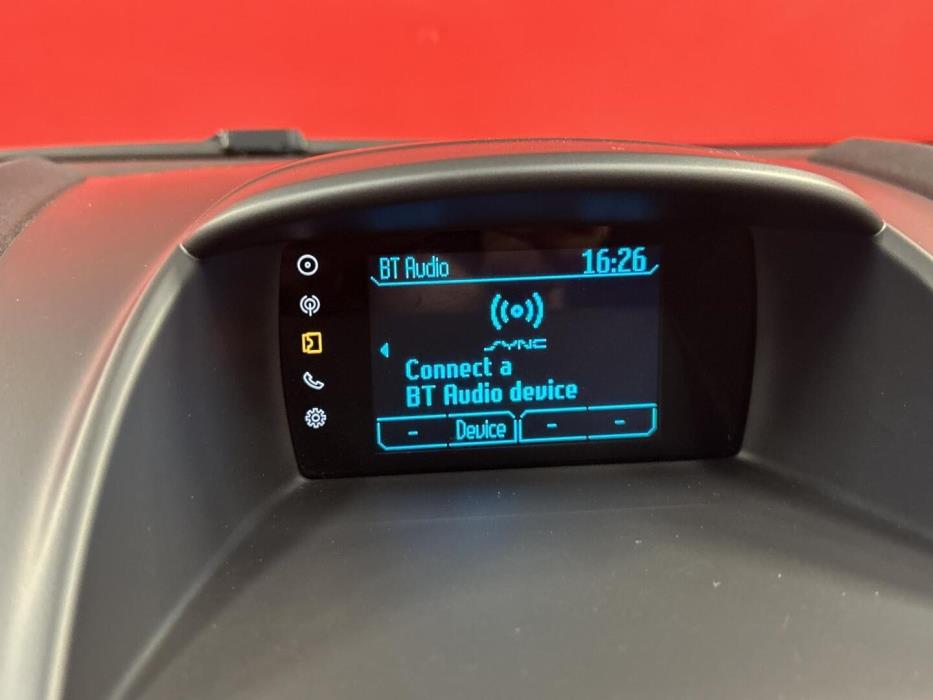 BT Audio 16:26
SYNC
Connect a
BT Audio device
- Device - -